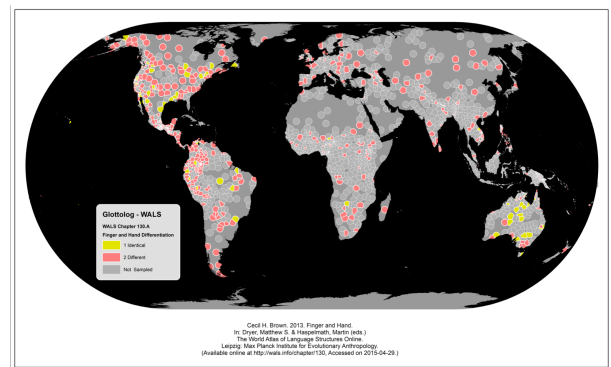 Glottolog - WALS
WALS Chapter 130.A
Finger and Hand Differentiation
1 Identical
2 Different
Not Sampled
Cecil H. Brown. 2013. Finger and Hand.
In: Dryer, Matthew S. & Haspelmath, Martin (eds.)
The World Atlas of Language Structures Online.
Leipzig: Max Planck Institute for Evolutionary Anthropology.
(Available online at http://wals.info/chapter/130, Accessed on 2015-04-29.)